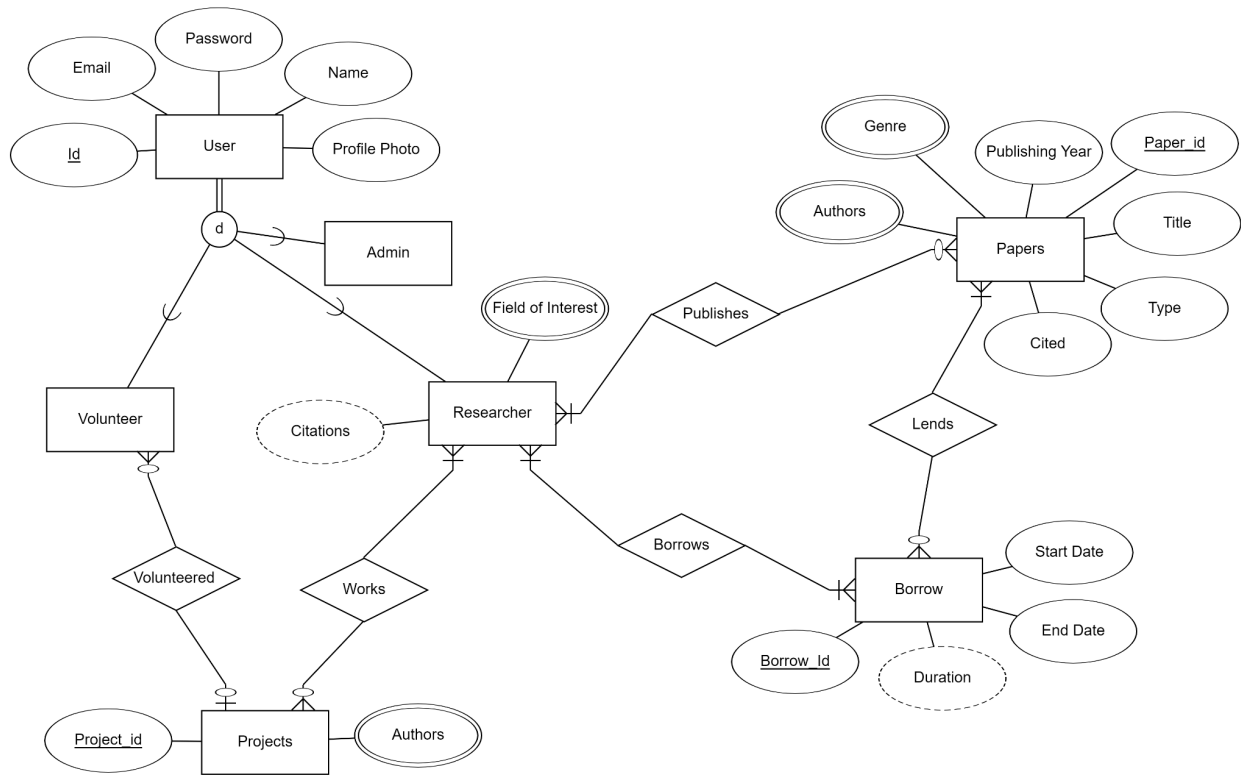 Password
Email
Name
User
Id
Profile Photo
d
Admin
Genre
Publishing Year
Paper_id
Authors
Title
Papers
Type
Cited
Field of Interest
Publishes
Citations
Researcher
Volunteer
Lends
Borrows
Start Date
Volunteered
Works
Borrow
End Date
Borrow_Id
Duration
Project_id
Projects
Authors